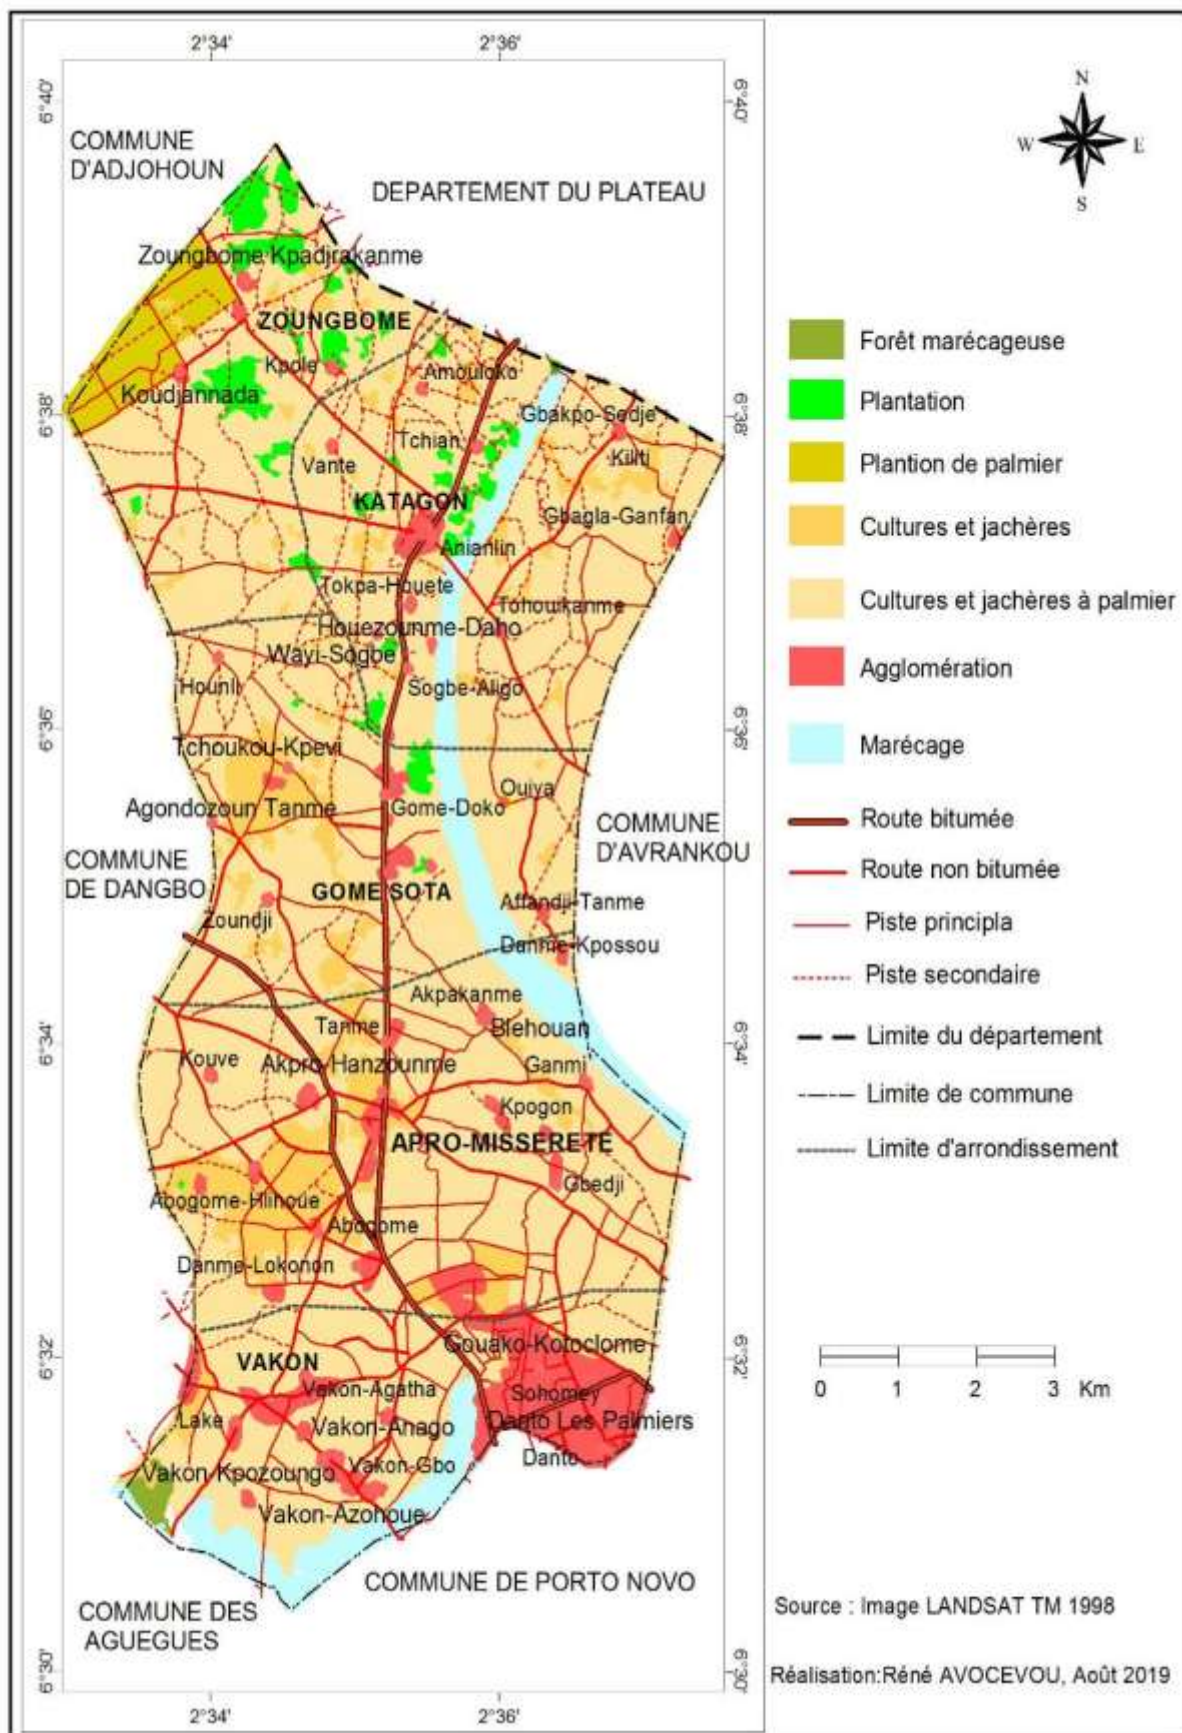 2°34'
2°36'
6°40'
6°40'
COMMUNE
D'ADJOHOUN
DEPARTEMENT DU PLATEAU
N
W
E
S
Zoungbome Kpadjrakanme
ZOUNGBOME
Kpole
Amouloko
Koudjannada
6°38'
6°38'
Gbakpo-Sedje
Tchian
Kikti
Vante
KATAGON
Gbagla-Ganfan
Anianlin
Tokpa-Houete
Tohouikanme
Houezounme-Daho
Wayi-Sogbe
Hounli
Sogbe-Aligo
6°36'
6°36'
Tchoukou-Kpevi
Ouiya
Agondozoun Tanme
Gome-Doko
COMMUNE
D'AVRANKOU
COMMUNE
DE DANGBO
GOME SOTA
Zoundji
Affandji-Tanme
Danme-Kpossou
Akpakanme
Tanme
Blehouan
6°34'
6°34'
Kouve
Akpro-Hanzounme
Ganmi
Kpogon
APRO-MISSERETE
Gbedji
Abogome-Hlihoue
Abogome
Danme-Lokonon
Gouako-Kotoclome
6°32'
6°32'
VAKON
Vakon-Agatha
Sohomey
Lake
Vakon-Anago
Danto Les Palmiers
Danto
Vakon Kpozoungo
Vakon-Gbo
Vakon-Azohoue
COMMUNE DE PORTO NOVO
COMMUNE DES
AGUEGUES
6°30'
6°30'
2°34'
2°36'
Forêt marécageuse
Plantation
Plantion de palmier
Cultures et jachères
Cultures et jachères à palmier
Agglomération
Marécage
Route bitumée
Route non bitumée
Piste principla
Piste secondaire
Limite du département
Limite de commune
Limite d'arrondissement
0 1 2 3 Km
Source : Image LANDSAT TM 1998
Réalisation:Réné AVOCEVOU, Août 2019